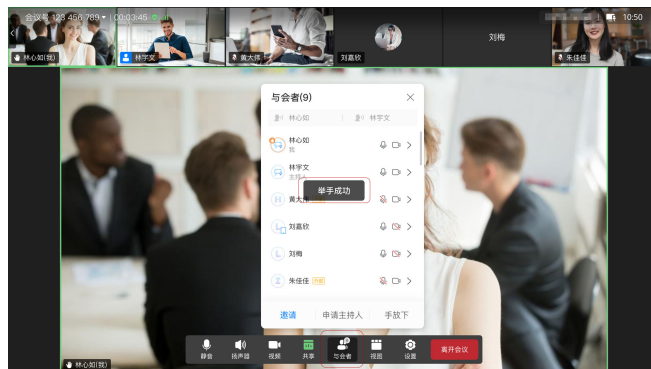 会议号 123 456 789 | 00:03:45
10:50
林心如(我)
林宇文
黄大伟
刘嘉欣
刘梅
朱佳佳
与会者(9)
林心如 林宇文
林心如
我
林宇文
主持人
黄大伟
举手成功
刘嘉欣
刘梅
朱佳佳
邀请 申请主持人 手放下
静音 扬声器 视频 共享 与会者 视图 设置 离开会议
林心如(我)